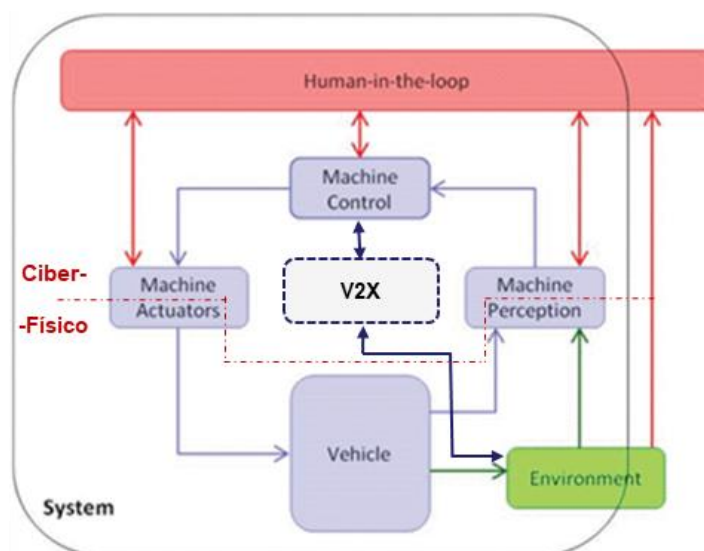 Human-in-the-loop
Machine
Control
Ciber-
-Físico
Machine
Actuators
V2X
Machine
Perception
Vehicle
Environment
System